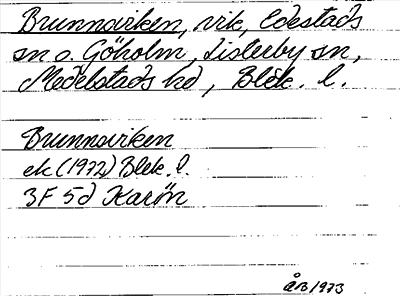 Brunnsviken, vik, Edestads
sn o. Göholm, Listerby sn,
Medelstads hd, Blek. l.
Brunnsviken
ek (1972) Blek. l.
3F 5d Karön
ÅB 1973